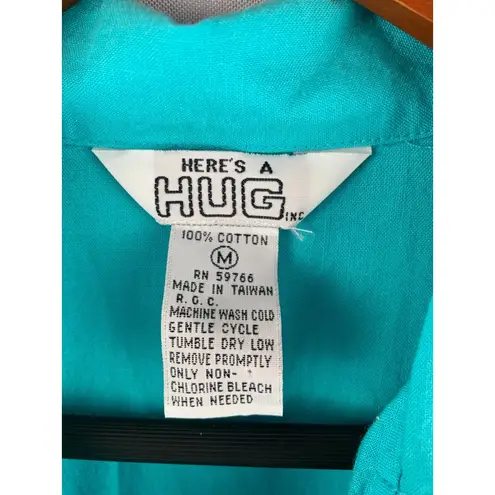 HERE'S A
HUG INC
100% COTTON
M
RN 59766
MADE IN TAIWAN
R.O.C.
MACHINE WASH COLD
GENTLE CYCLE
TUMBLE DRY LOW
REMOVE PROMPTLY
ONLY NON-
CHLORINE BLEACH
WHEN NEEDED